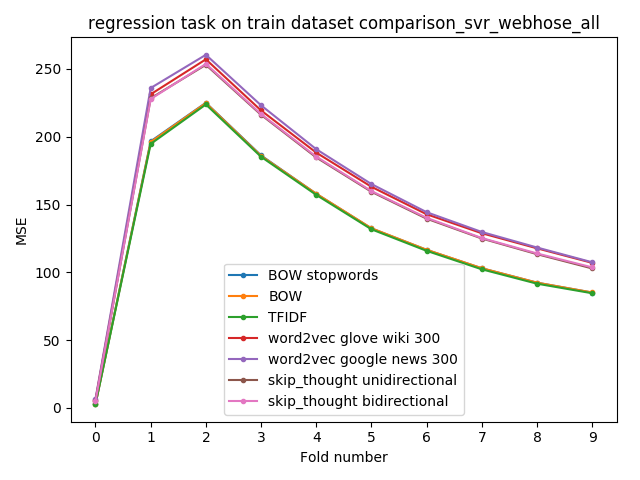 regression task on train dataset comparison_svr_webhose_all
MSE
250
200
150
100
50
0
BOW stopwords
BOW
TFIDF
word2vec glove wiki 300
word2vec google news 300
skip_thought unidirectional
skip_thought bidirectional
0 1 2 3 4 5 6 7 8 9
Fold number